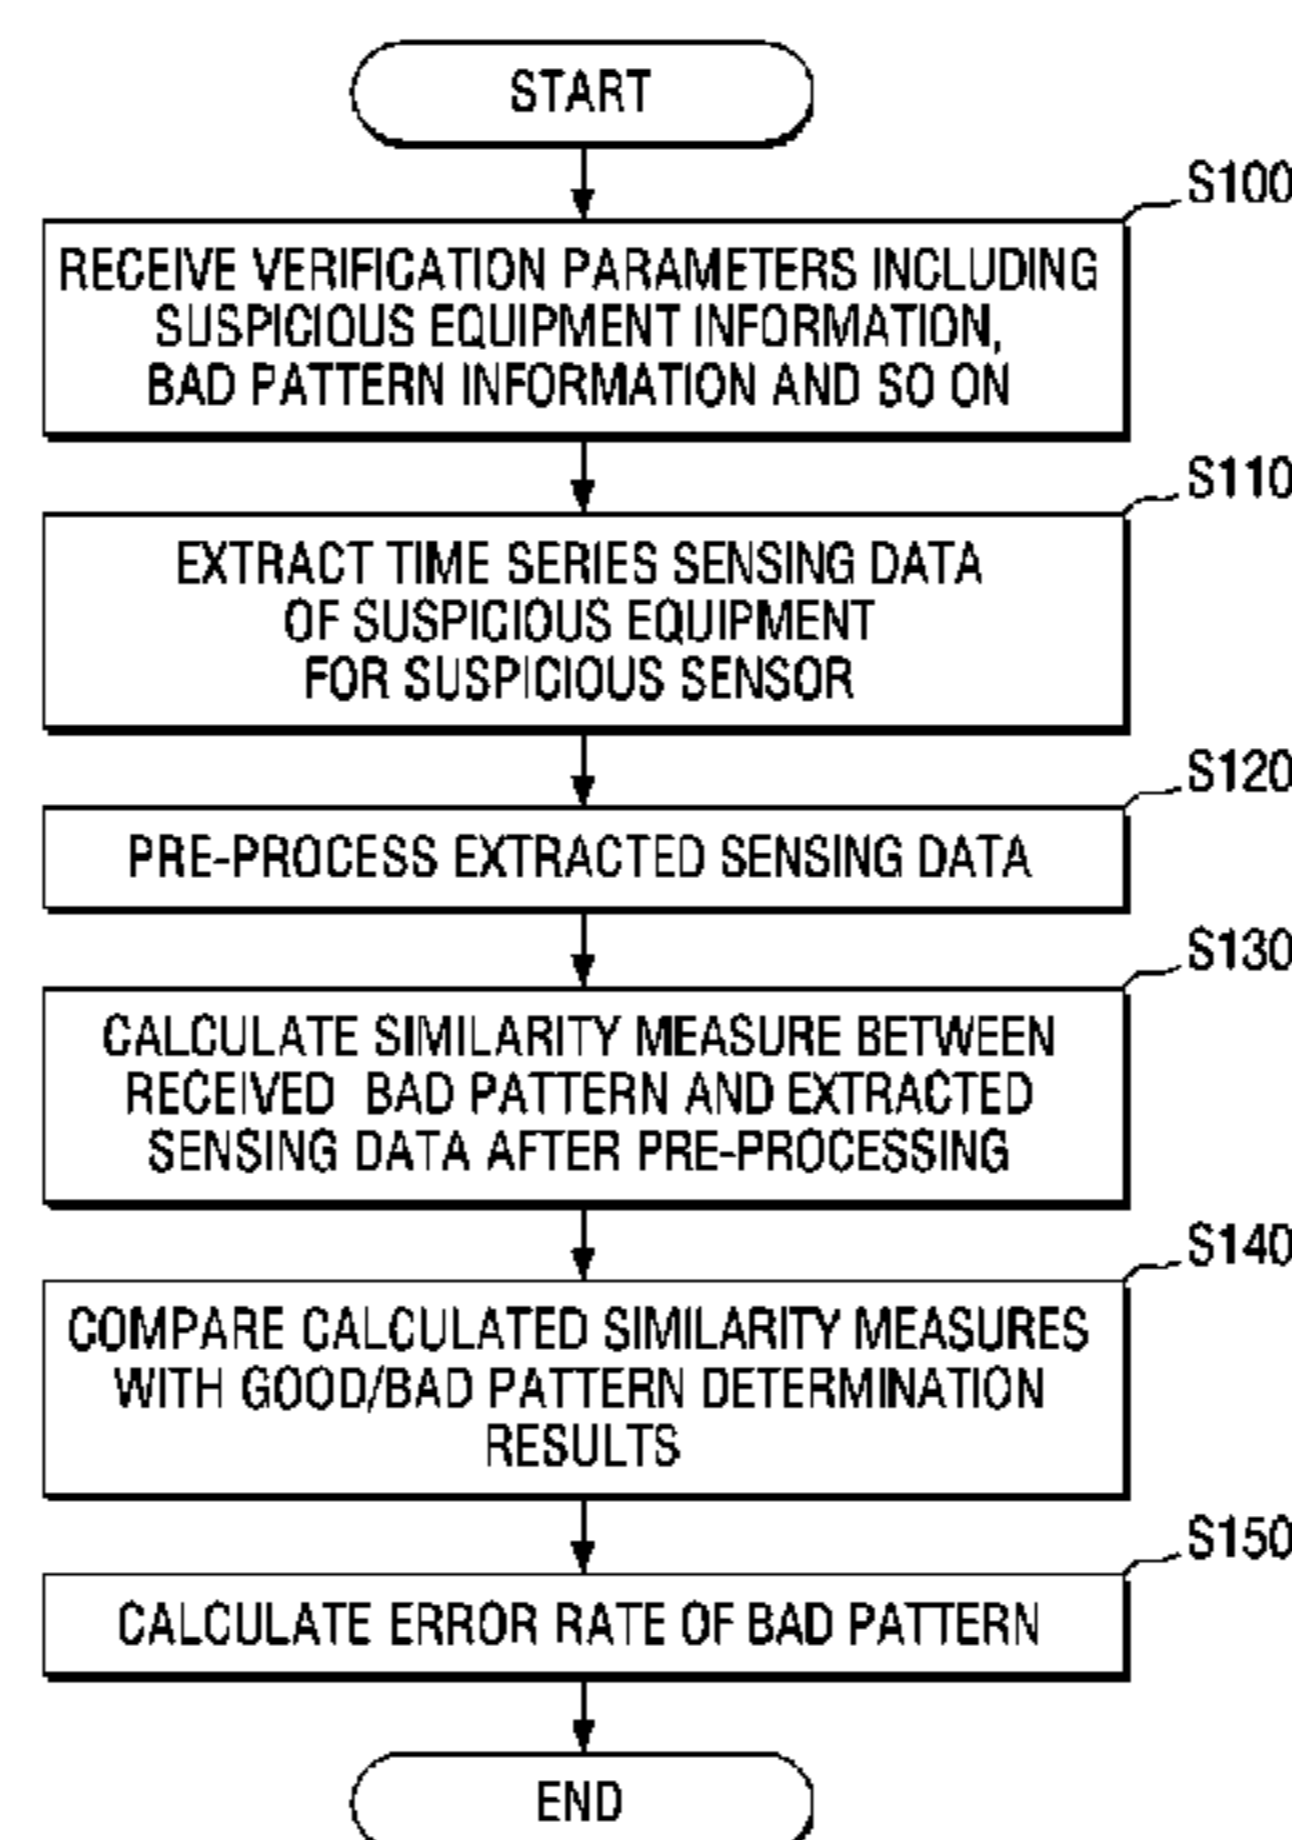 START
S100
RECEIVE VERIFICATION PARAMETERS INCLUDING
SUSPICIOUS EQUIPMENT INFORMATION,
BAD PATTERN INFORMATION AND SO ON
S110
EXTRACT TIME SERIES SENSING DATA
OF SUSPICIOUS EQUIPMENT
FOR SUSPICIOUS SENSOR
S120
PRE-PROCESS EXTRACTED SENSING DATA
S130
CALCULATE SIMILARITY MEASURE BETWEEN
RECEIVED BAD PATTERN AND EXTRACTED
SENSING DATA AFTER PRE-PROCESSING
S140
COMPARE CALCULATED SIMILARITY MEASURES
WITH GOOD/BAD PATTERN DETERMINATION
RESULTS
S150
CALCULATE ERROR RATE OF BAD PATTERN
END